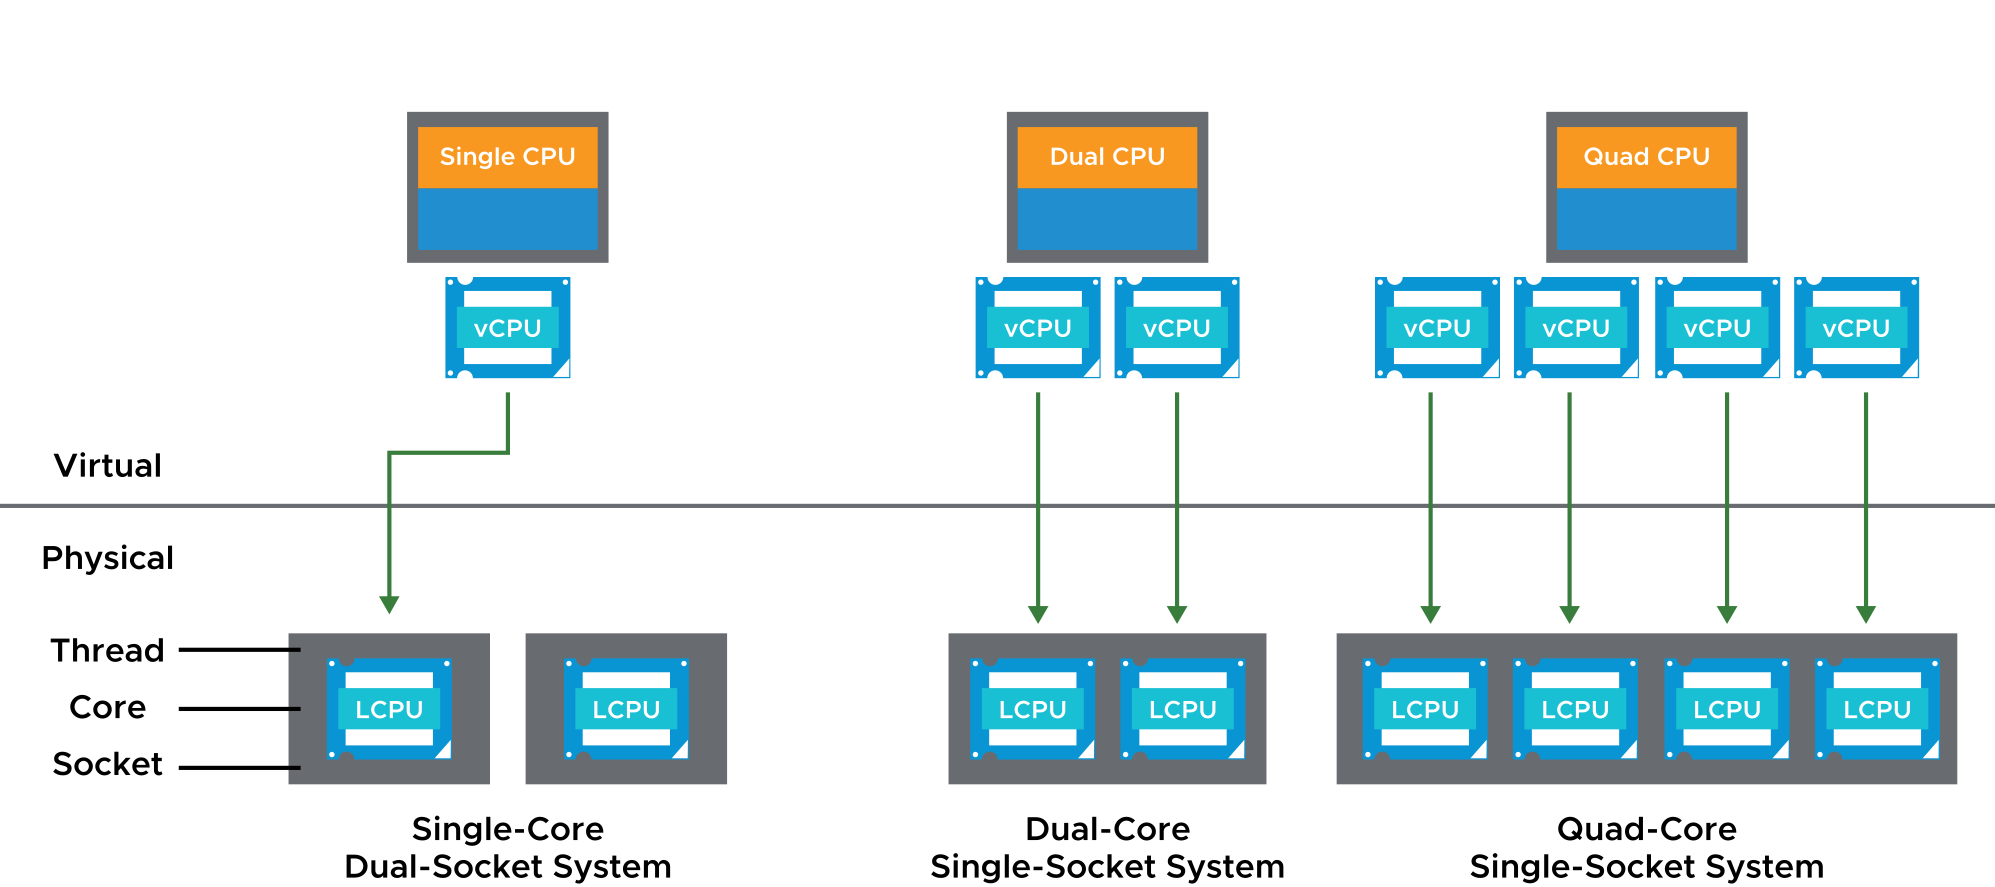 Single CPU
Dual CPU
Quad CPU
vCPU
vCPU
vCPU
vCPU
vCPU
vCPU
vCPU
Virtual
Physical
Thread
Core
Socket
LCPU
LCPU
LCPU
LCPU
LCPU
LCPU
LCPU
LCPU
Single-Core
Dual-Socket System
Dual-Core
Single-Socket System
Quad-Core
Single-Socket System